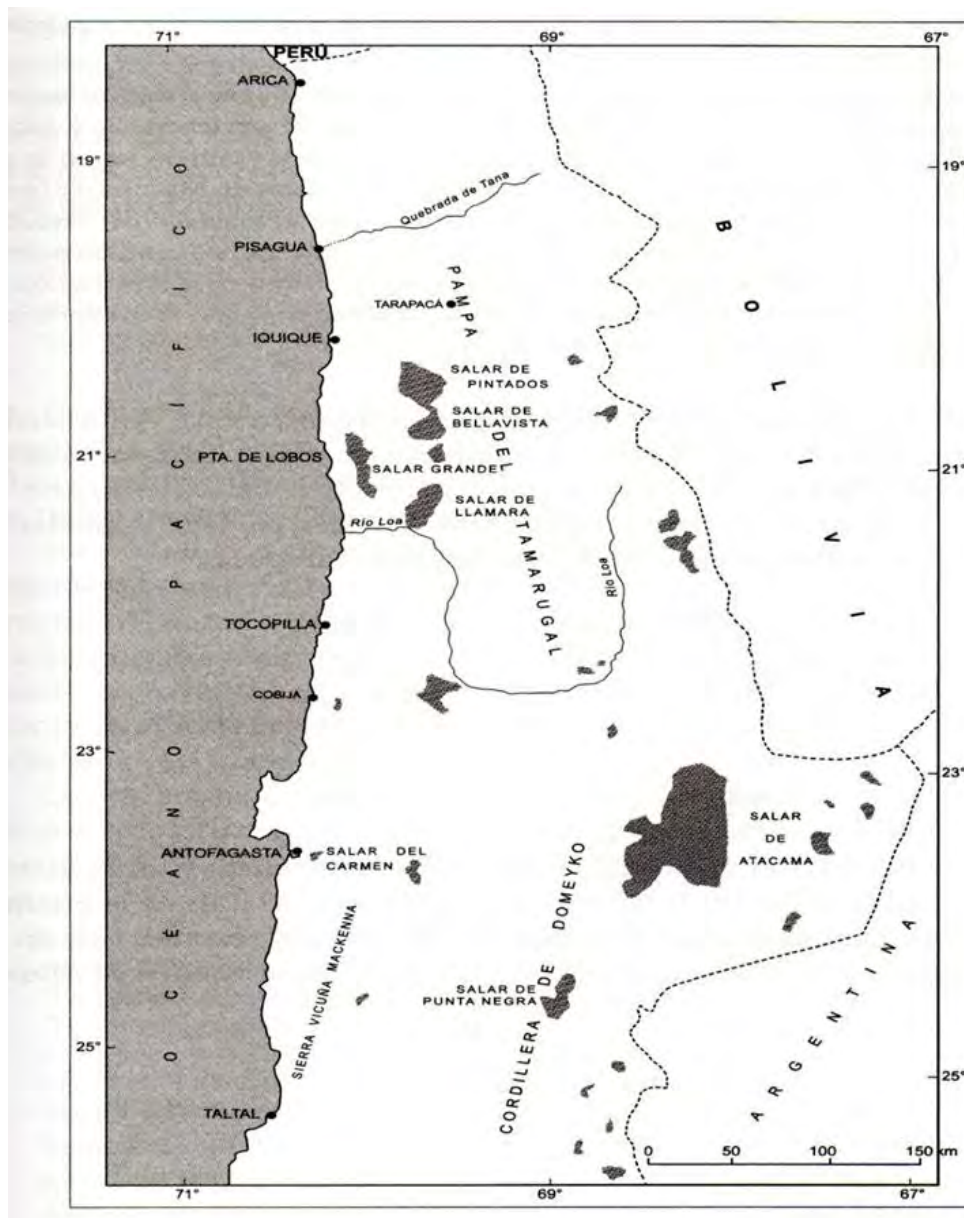 71°
69°
67°
PERÚ
ARICA
19°
19°
Quebrada de Tana
PISAGUA
TARAPACÁ
PAMPA DEL TAMARUGAL
BOLIVIA
IQUIQUE
SALAR DE
PINTADOS
SALAR DE
BELLAVISTA
21°
PTA. DE LOBOS
SALAR GRANDE
21°
SALAR DE
LLAMARA
Río Loa
Río Loa
OCÉANO PACIFICO
TOCOPILLA
COBIJA
23°
23°
SALAR
DE
ATACAMA
ANTOFAGASTA
SALAR DEL
CARMEN
CORDILLERA DE DOMEYKO
SIERRA VICUÑA MACKENNA
SALAR DE
PUNTA NEGRA
ARGENTINA
25°
25°
TALTAL
0 50 100 150 km
71°
69°
67°